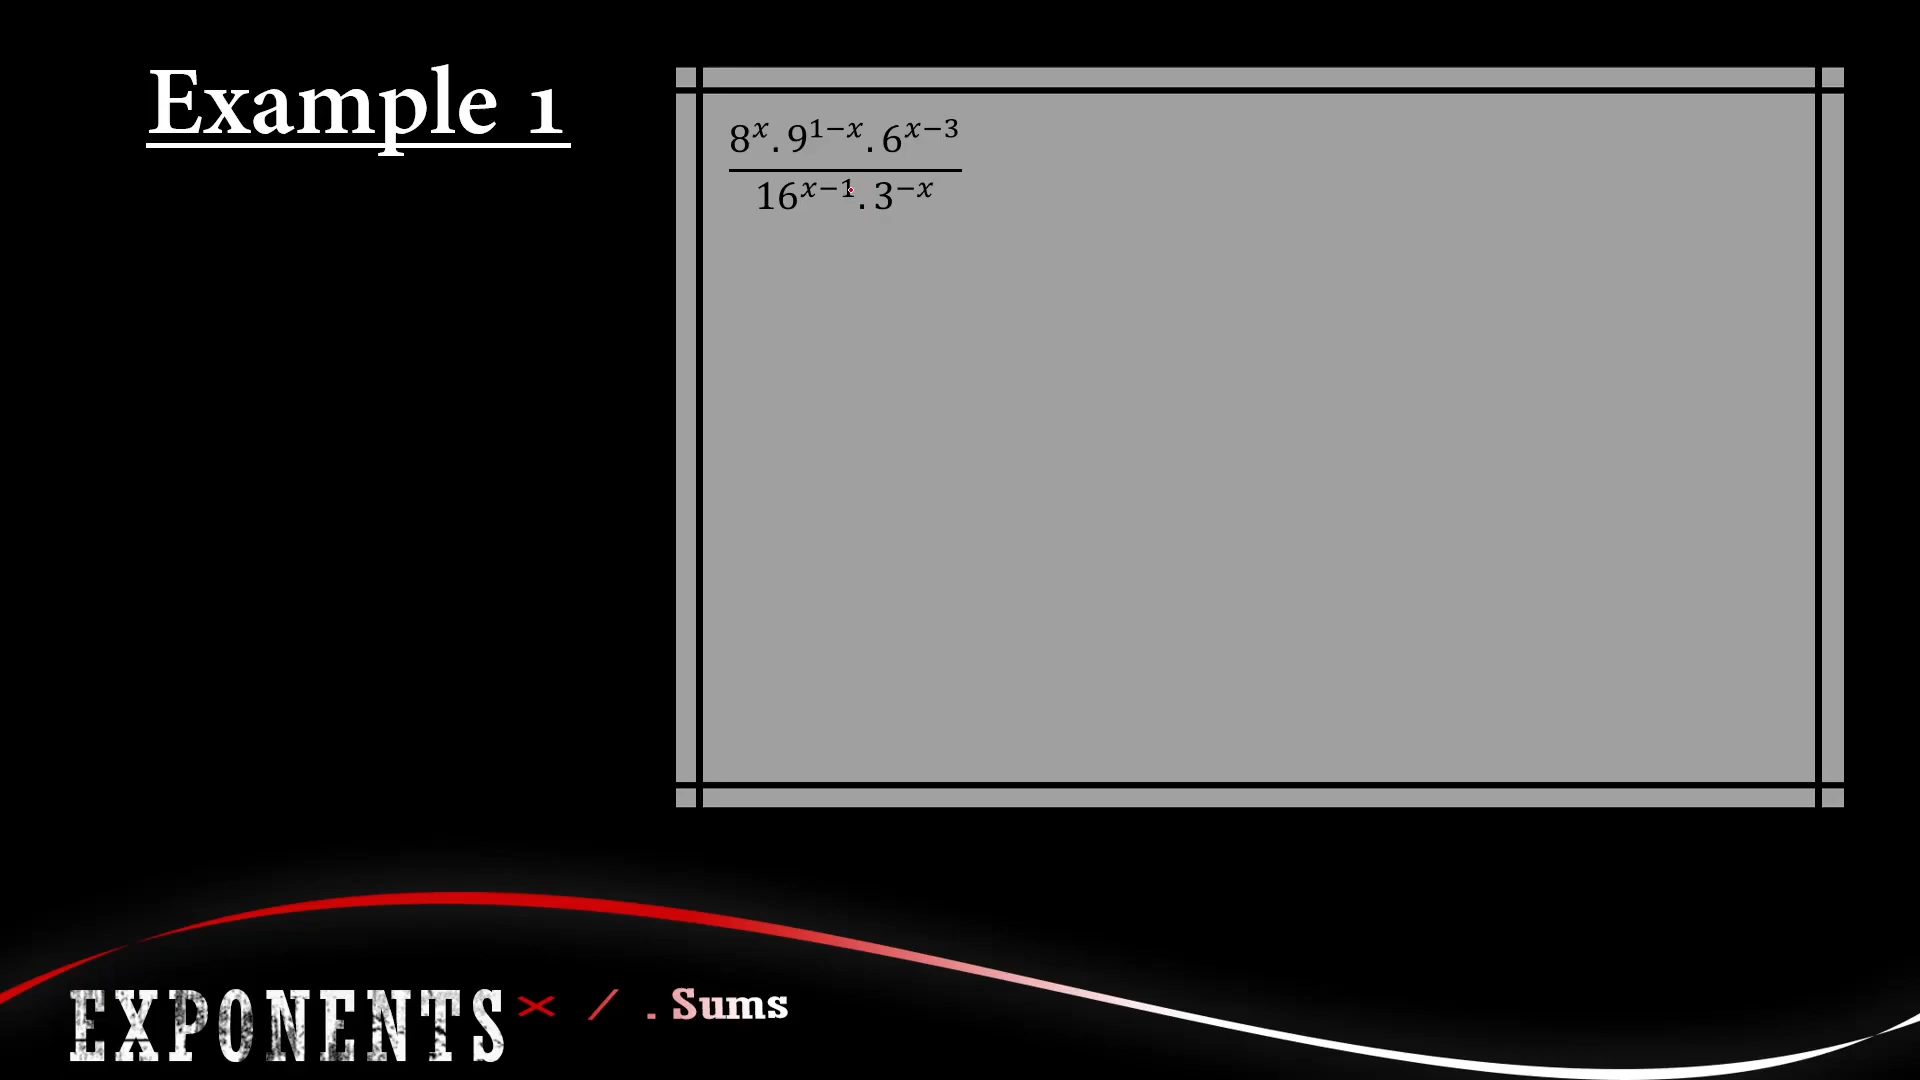 Example 1
8^x . 9^{1−x} . 6^{x−3}
16^{x−1} . 3^{−x}
EXPONENTS × / . Sums